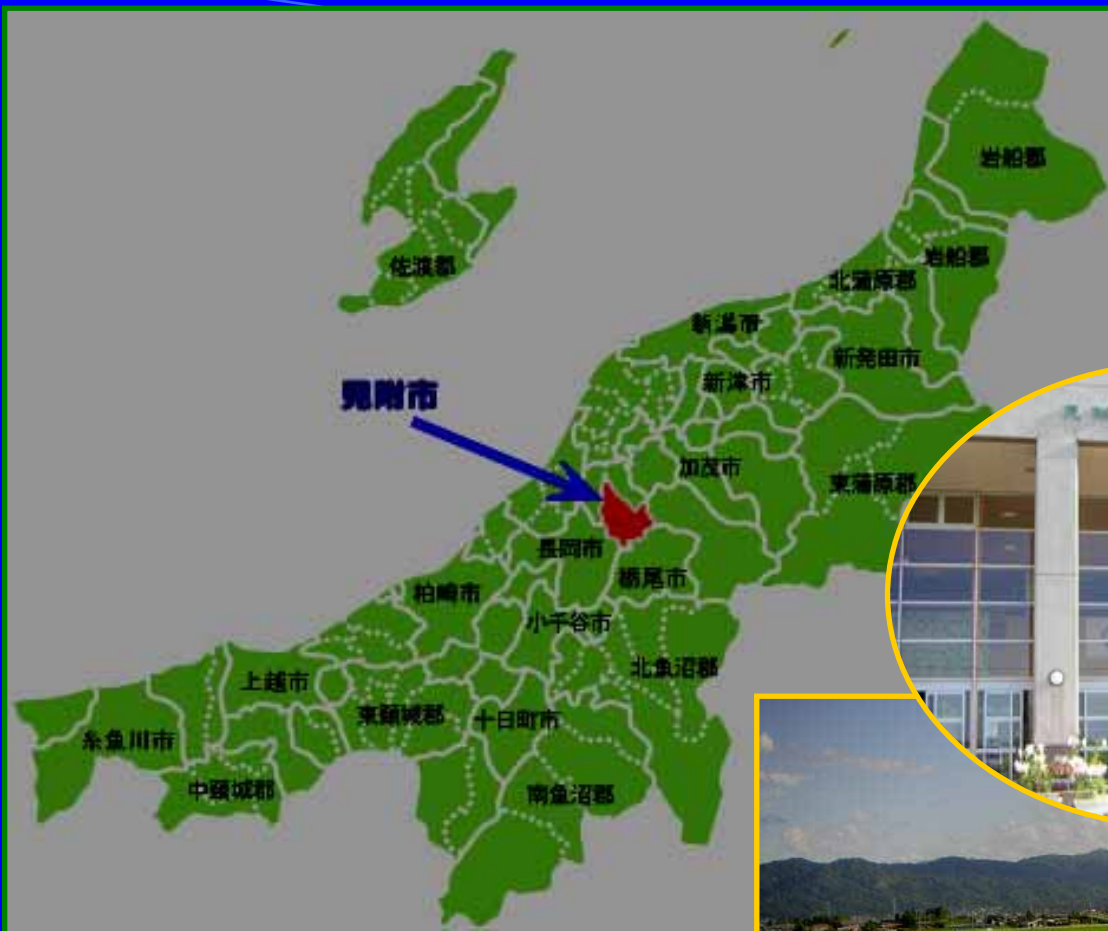 岩船郡
岩船郡
佐渡郡
北蒲原郡
新潟市
新発田市
新津市
見附市
加茂市
東蒲原郡
長岡市
栃尾市
柏崎市
小千谷市
北魚沼郡
上越市
東頸城郡
十日町市
糸魚川市
中頸城郡
南魚沼郡